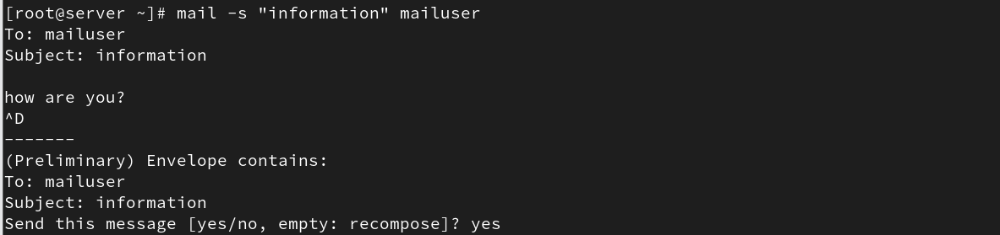 [root@server ~]# mail -s "information" mailuser
To: mailuser
Subject: information
how are you?
^D
-------
(Preliminary) Envelope contains:
To: mailuser
Subject: information
Send this message [yes/no, empty: recompose]? yes